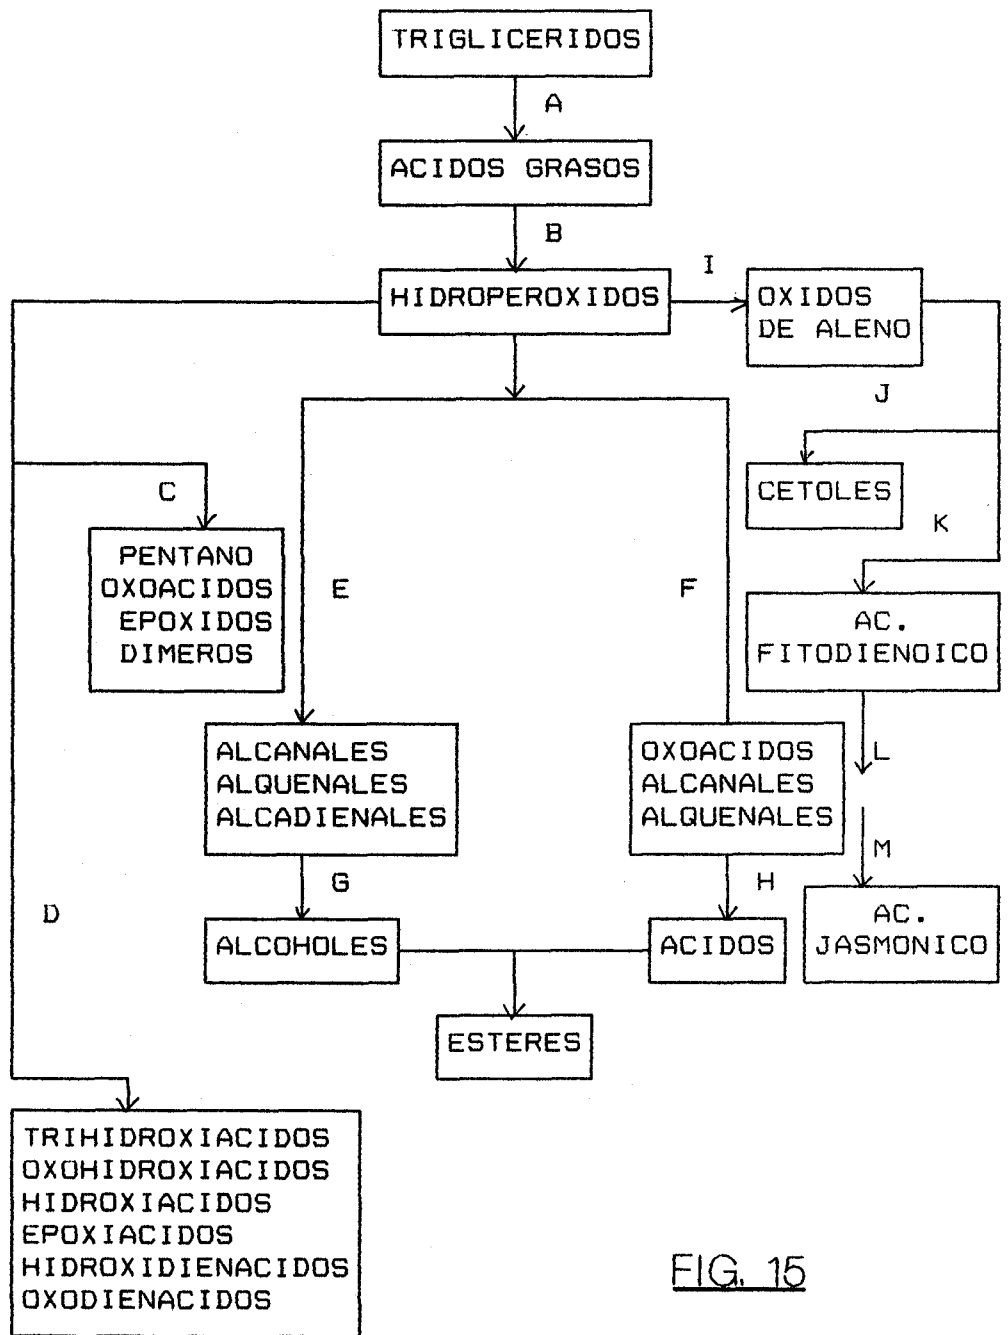 TRIGLICERIDOS
A
ACIDOS GRASOS
B
HIDROPEROXIDOS
I
OXIDOS
DE ALENO
J
CETOLES
K
AC.
FITODIENOICO
L
M
AC.
JASMONICO
C
PENTANO
OXOACIDOS
EPOXIDOS
DIMEROS
E
F
ALCANALES
ALQUENALES
ALCADIENALES
OXOACIDOS
ALCANALES
ALQUENALES
G
H
ALCOHOLES
ACIDOS
ESTERES
D
TRIHIDROXIACIDOS
OXOHIDROXIACIDOS
HIDROXIACIDOS
EPOXIACIDOS
HIDROXIDIENACIDOS
OXODIENACIDOS
FIG. 15